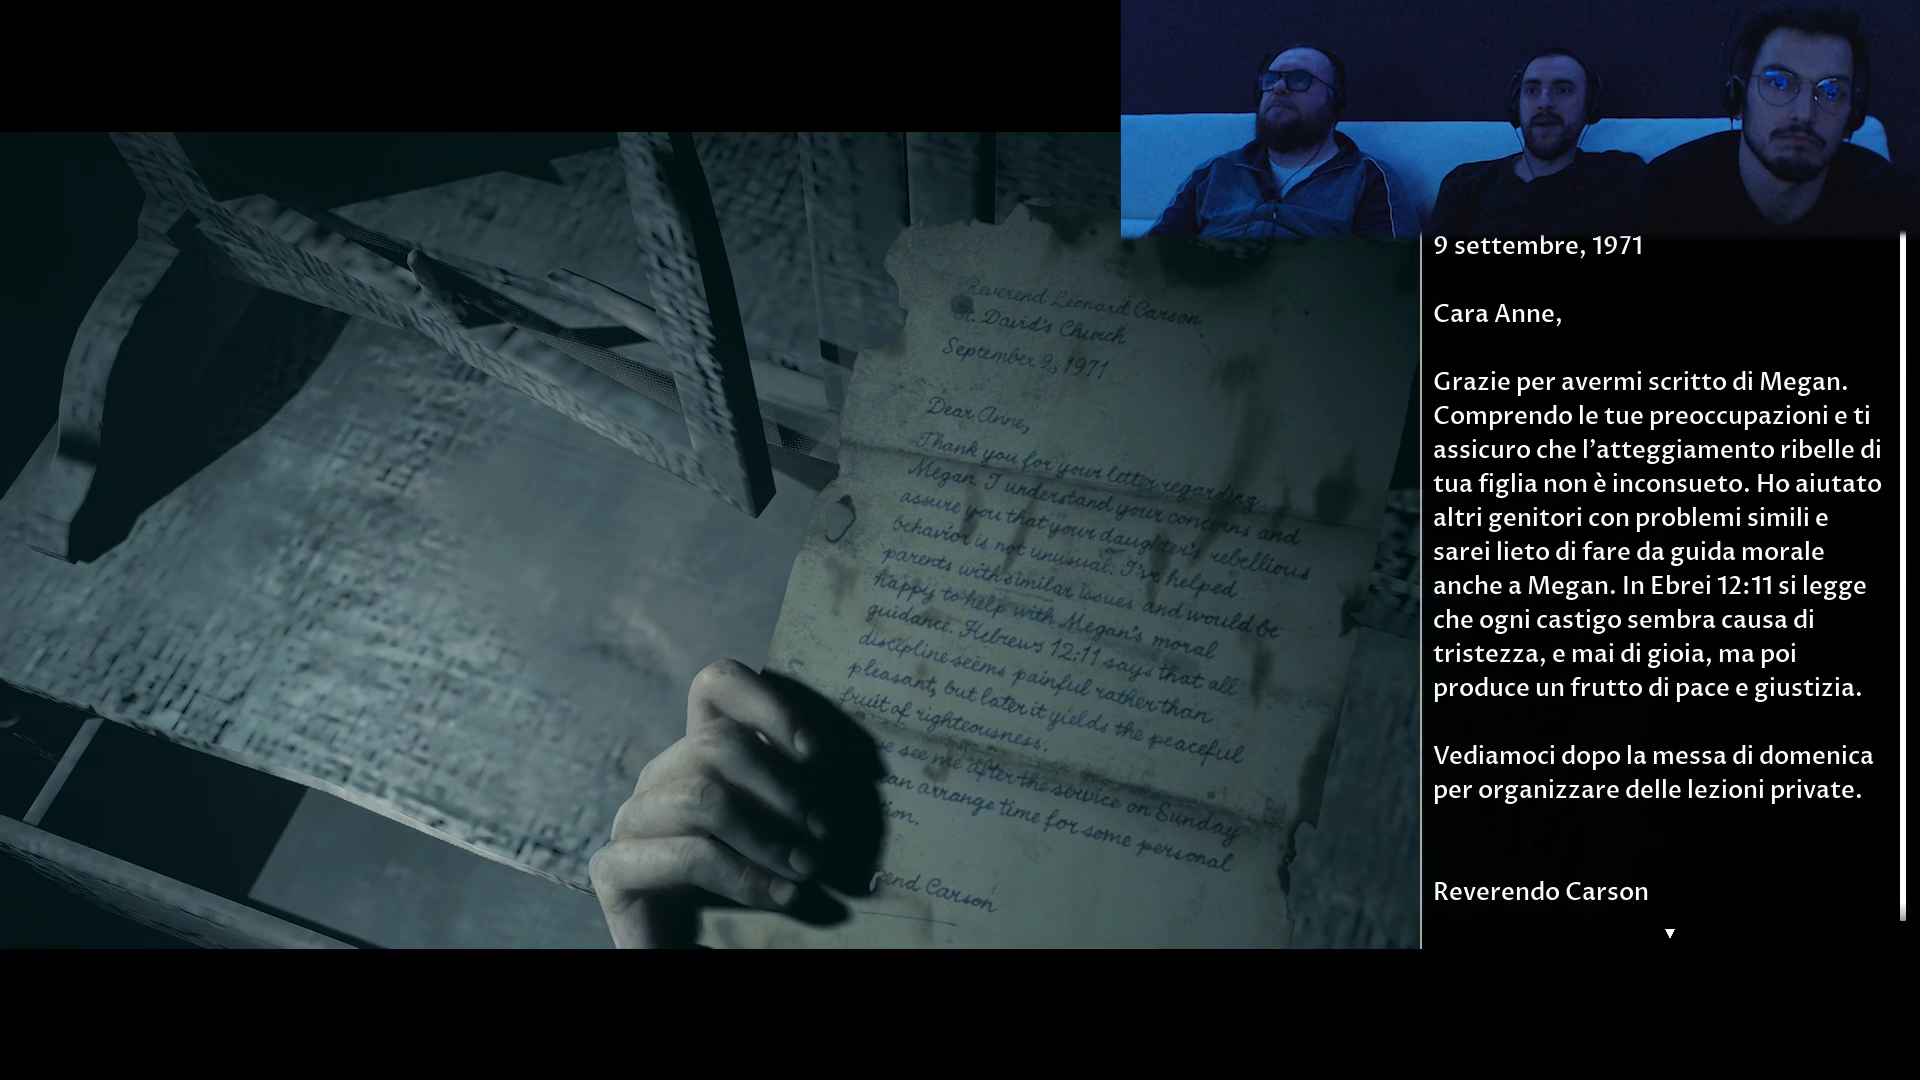 Reverend Leonard Carson
St. David's Church
September 9, 1971
Dear Anne,
Thank you for your letter regarding
Megan. I understand your concerns and
assure you that your daughter's rebellious
behavior is not unusual. I've helped
parents with similar issues and would be
happy to help with Megan's moral
guidance. Hebrews 12:11 says that all
discipline seems painful rather than
pleasant, but later it yields the peaceful
fruit of righteousness.
see me after the service on Sunday
an arrange time for some personal
Carson
9 settembre, 1971
Cara Anne,
Grazie per avermi scritto di Megan.
Comprendo le tue preoccupazioni e ti
assicuro che l'atteggiamento ribelle di
tua figlia non è inconsueto. Ho aiutato
altri genitori con problemi simili e
sarei lieto di fare da guida morale
anche a Megan. In Ebrei 12:11 si legge
che ogni castigo sembra causa di
tristezza, e mai di gioia, ma poi
produce un frutto di pace e giustizia.
Vediamoci dopo la messa di domenica
per organizzare delle lezioni private.
Reverendo Carson